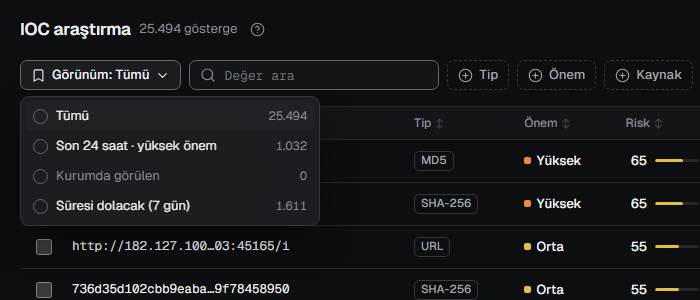 IOC araştırma 25.494 gösterge
Görünüm: Tümü Değer ara Tip Önem Kaynak
Tümü 25.494
Son 24 saat · yüksek önem 1.032
Kurumda görülen 0
Süresi dolacak (7 gün) 1.611
Tip Önem Risk
MD5 Yüksek 65
SHA-256 Yüksek 65
http://182.127.100…03:45165/i URL Orta 55
736d35d102cbb9eaba…9f78458950 SHA-256 Orta 55